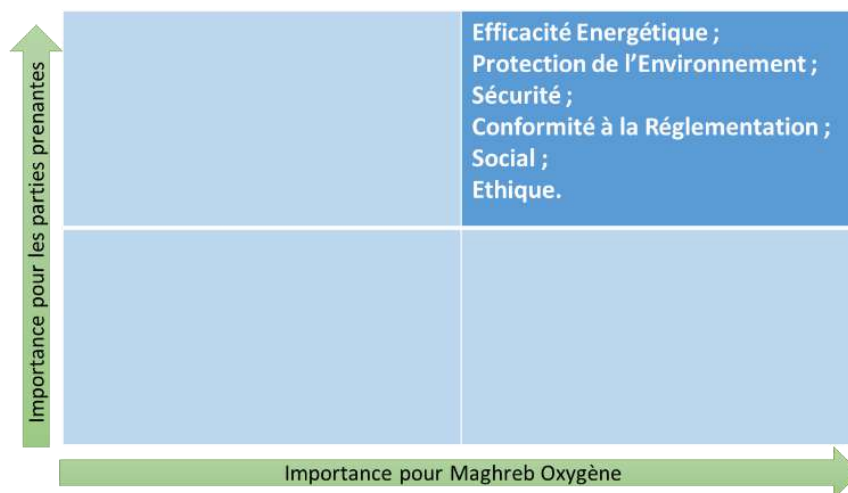 Efficacité Energétique ;
Protection de l’Environnement ;
Sécurité ;
Conformité à la Réglementation ;
Social ;
Ethique.
Importance pour les parties prenantes
Importance pour Maghreb Oxygène